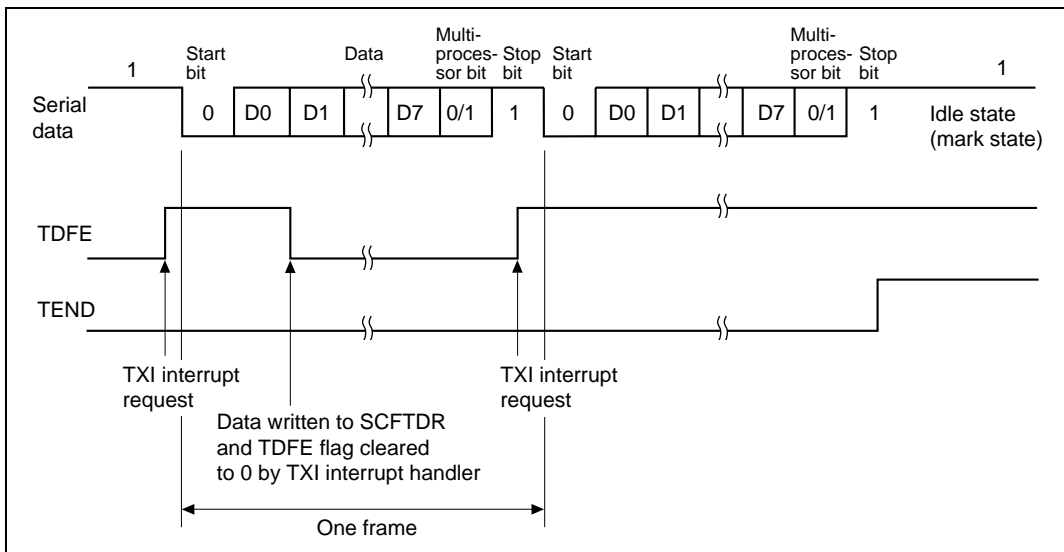 1
Start
bit
Data
Multi-
proces-
sor bit
Stop
bit
Start
bit
Multi-
proces-
sor bit
Stop
bit
1
Serial
data
0 D0 D1 D7 0/1 1 0 D0 D1 D7 0/1 1
Idle state
(mark state)
TDFE
TEND
TXI interrupt
request
TXI interrupt
request
Data written to SCFTDR
and TDFE flag cleared
to 0 by TXI interrupt handler
One frame